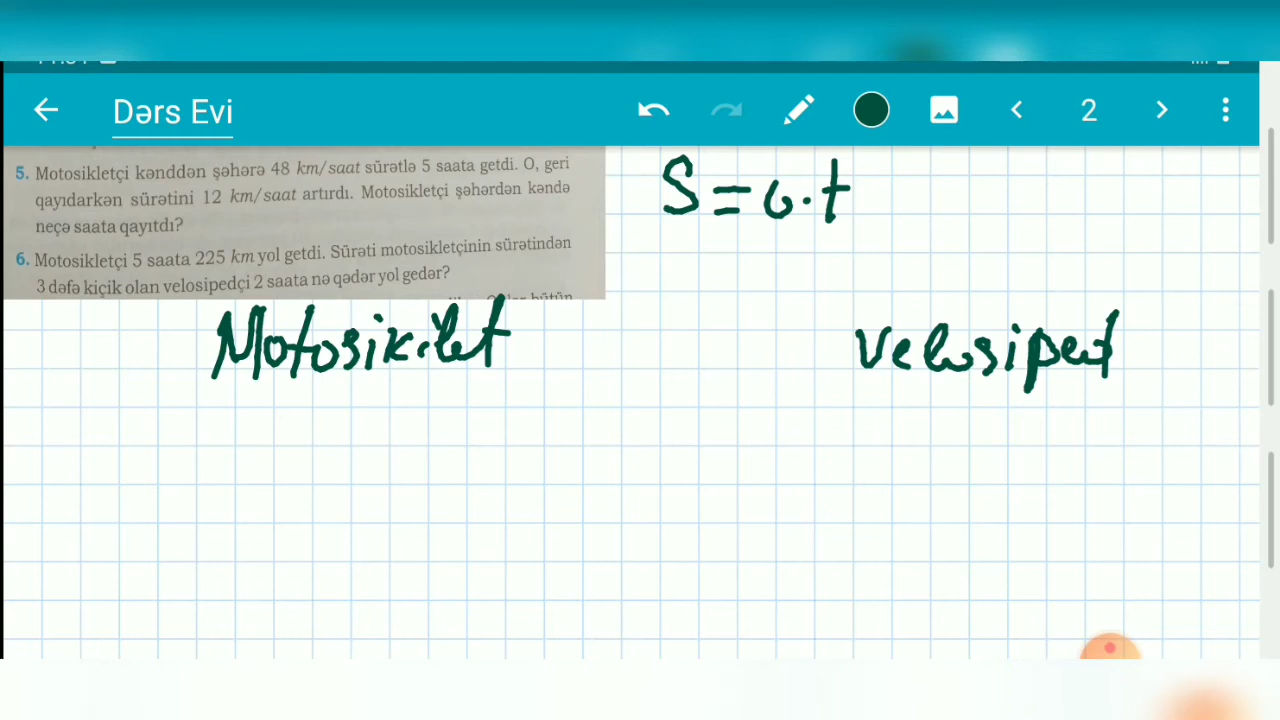 Dərs Evi
2
5. Motosikletçi kənddən şəhərə 48 km/saat sürətlə 5 saata getdi. O, geri
qayıdarkən sürətini 12 km/saat artırdı. Motosikletçi şəhərdən kəndə
neçə saata qayıtdı?
6. Motosikletçi 5 saata 225 km yol getdi. Sürəti motosikletçinin sürətindən
3 dəfə kiçik olan velosipedçi 2 saata nə qədər yol gedər?
S = v · t
Motosiklet
Velosiped